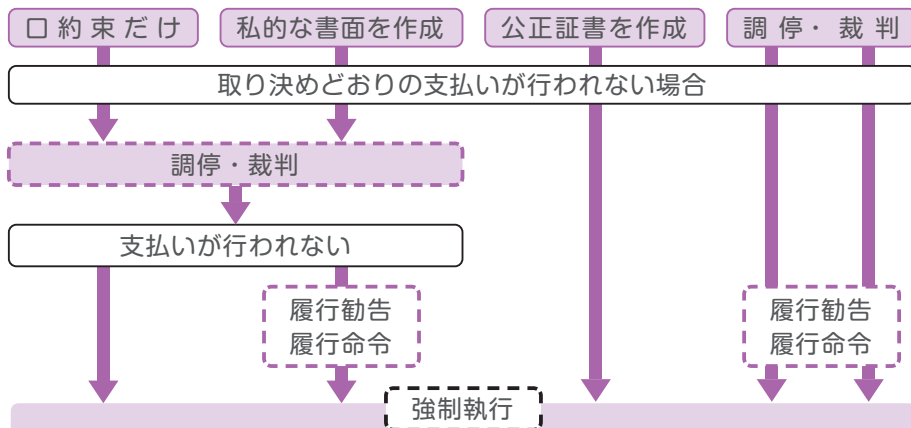 口約束だけ
私的な書面を作成
公正証書を作成
調停・裁判
取り決めどおりの支払いが行われない場合
調停・裁判
支払いが行われない
履行勧告
履行命令
履行勧告
履行命令
強制執行